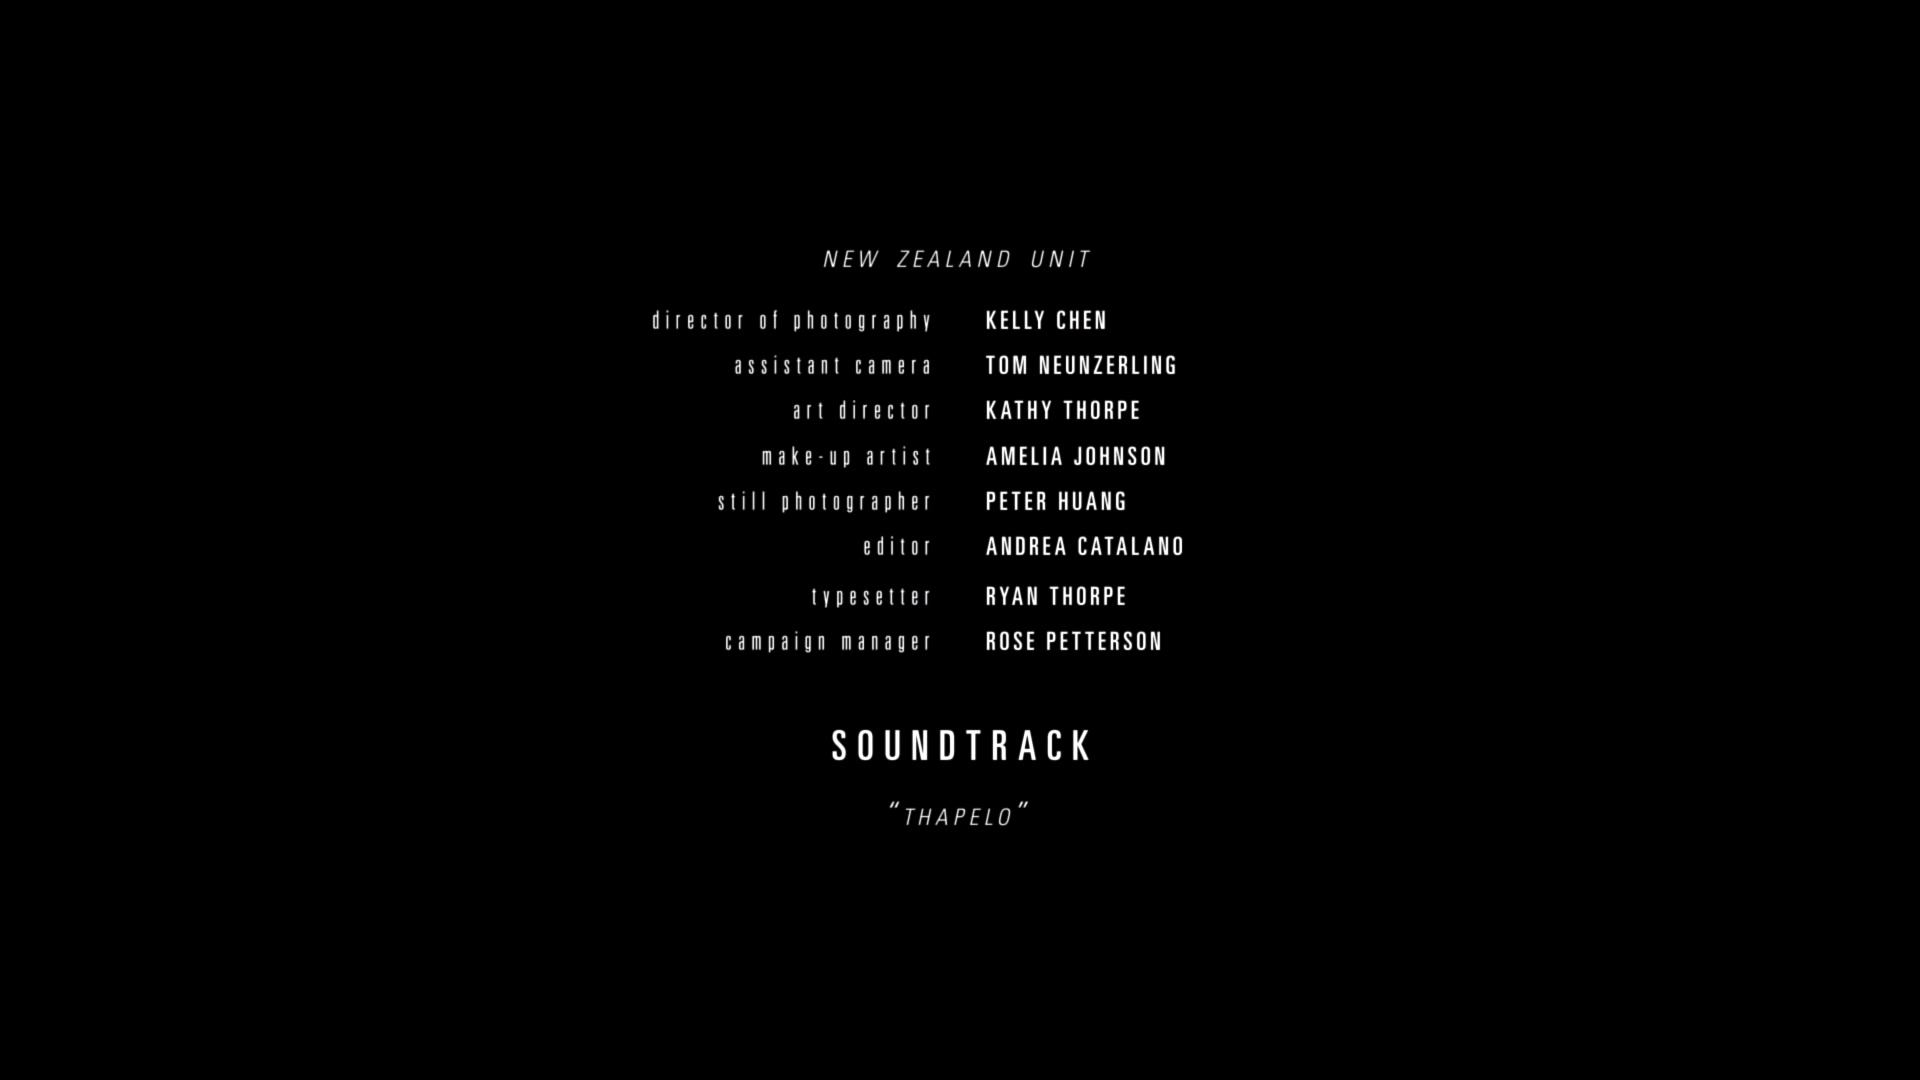 NEW ZEALAND UNIT
director of photography KELLY CHEN
assistant camera TOM NEUNZERLING
art director KATHY THORPE
make-up artist AMELIA JOHNSON
still photographer PETER HUANG
editor ANDREA CATALANO
typesetter RYAN THORPE
campaign manager ROSE PETTERSON
SOUNDTRACK
“THAPELO”